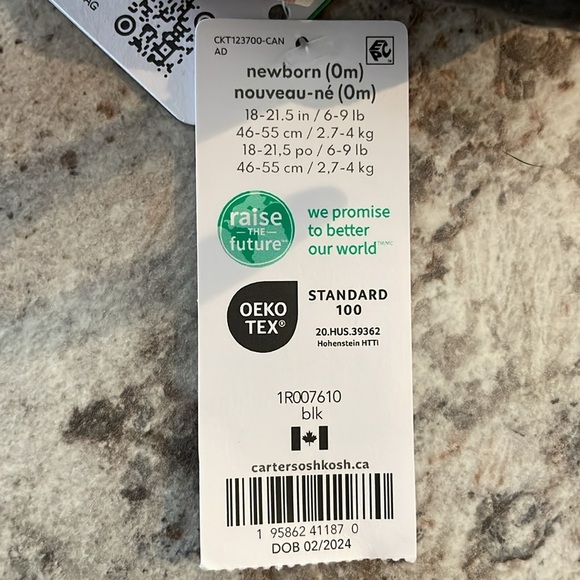 AG
CKT123700-CAN
AD
EPC
newborn (0m)
nouveau-né (0m)
18-21.5 in / 6-9 lb
46-55 cm / 2.7-4 kg
18-21,5 po / 6-9 lb
46-55 cm / 2,7-4 kg
raise
THE
future™
we promise
to better
our world
OEKO
TEX®
STANDARD
100
20.HUS.39362
Hohenstein HTTI
1R007610
blk
cartersoshkosh.ca
1 95862 41187 0
DOB 02/2024